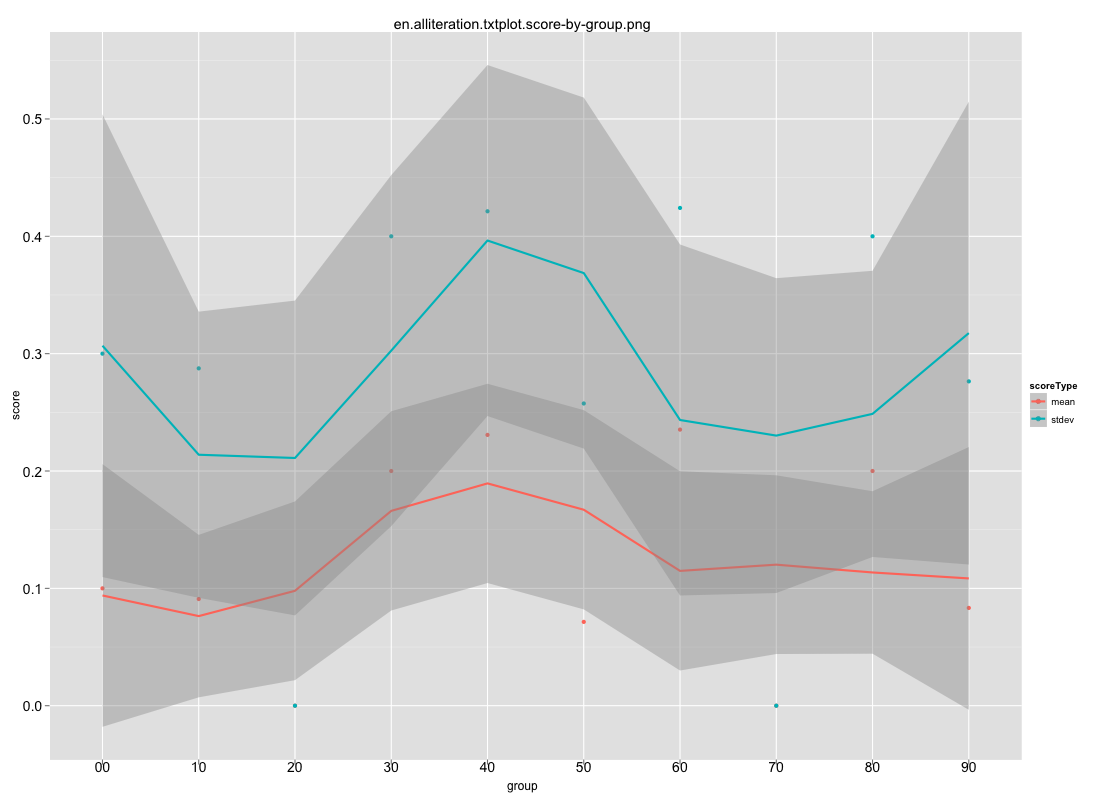 en.alliteration.txtplot.score-by-group.png
0.5
0.4
0.3
0.2
0.1
0.0
score
00 10 20 30 40 50 60 70 80 90
group
scoreType
mean
stdev